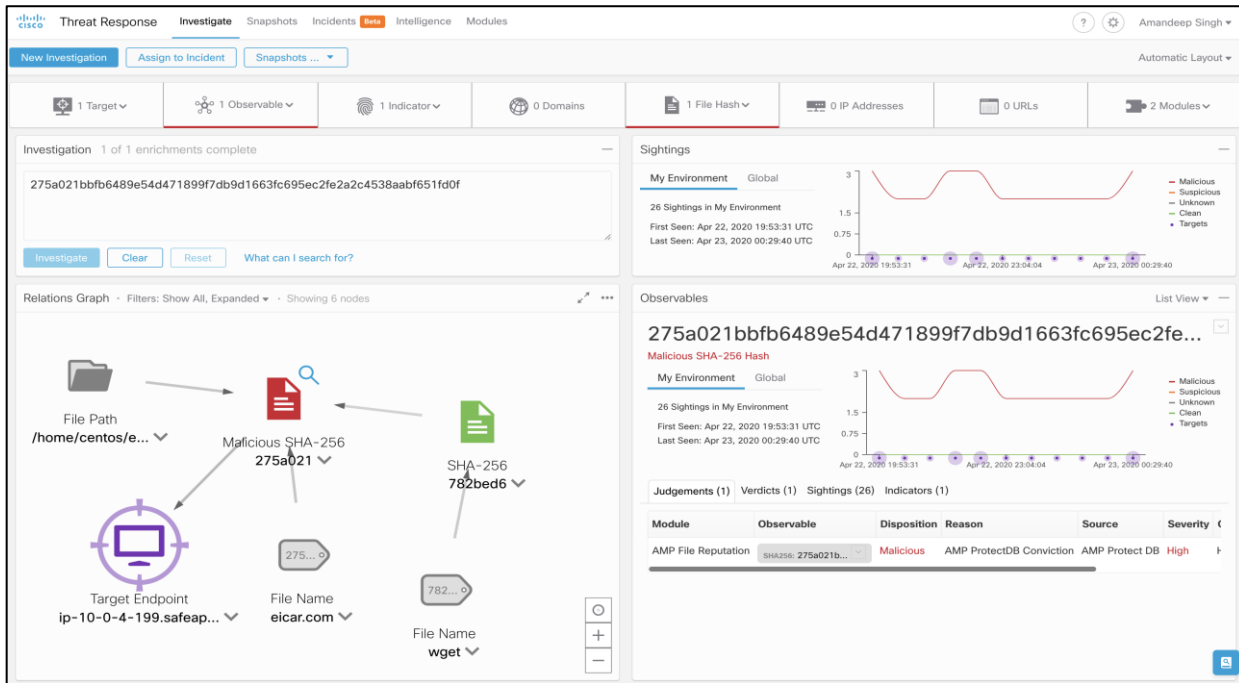 cisco Threat Response Investigate Snapshots Incidents Beta Intelligence Modules ? Amandeep Singh
New Investigation Assign to Incident Snapshots ... Automatic Layout
1 Target 1 Observable 1 Indicator 0 Domains 1 File Hash 0 IP Addresses 0 URLs 2 Modules
Investigation 1 of 1 enrichments complete
275a021bbfb6489e54d471899f7db9d1663fc695ec2fe2a2c4538aabf651fd0f
Investigate Clear Reset What can I search for?
Sightings
My Environment Global
26 Sightings in My Environment
First Seen: Apr 22, 2020 19:53:31 UTC
Last Seen: Apr 23, 2020 00:29:40 UTC
3
1.5
0.75
0
Apr 22, 2020 19:53:31 Apr 22, 2020 23:04:04 Apr 23, 2020 00:29:40
Malicious
Suspicious
Unknown
Clean
Targets
Relations Graph · Filters: Show All, Expanded · Showing 6 nodes
File Path
/home/centos/e...
Malicious SHA-256
275a021
SHA-256
782bed6
Target Endpoint
ip-10-0-4-199.safeap...
275...
File Name
eicar.com
782...
File Name
wget
Observables List View
275a021bbfb6489e54d471899f7db9d1663fc695ec2fe...
Malicious SHA-256 Hash
My Environment Global
26 Sightings in My Environment
First Seen: Apr 22, 2020 19:53:31 UTC
Last Seen: Apr 23, 2020 00:29:40 UTC
3
1.5
0.75
0
Apr 22, 2020 19:53:31 Apr 22, 2020 23:04:04 Apr 23, 2020 00:29:40
Malicious
Suspicious
Unknown
Clean
Targets
Judgements (1) Verdicts (1) Sightings (26) Indicators (1)
Module Observable Disposition Reason Source Severity
AMP File Reputation SHA256: 275a021b... Malicious AMP ProtectDB Conviction AMP Protect DB High